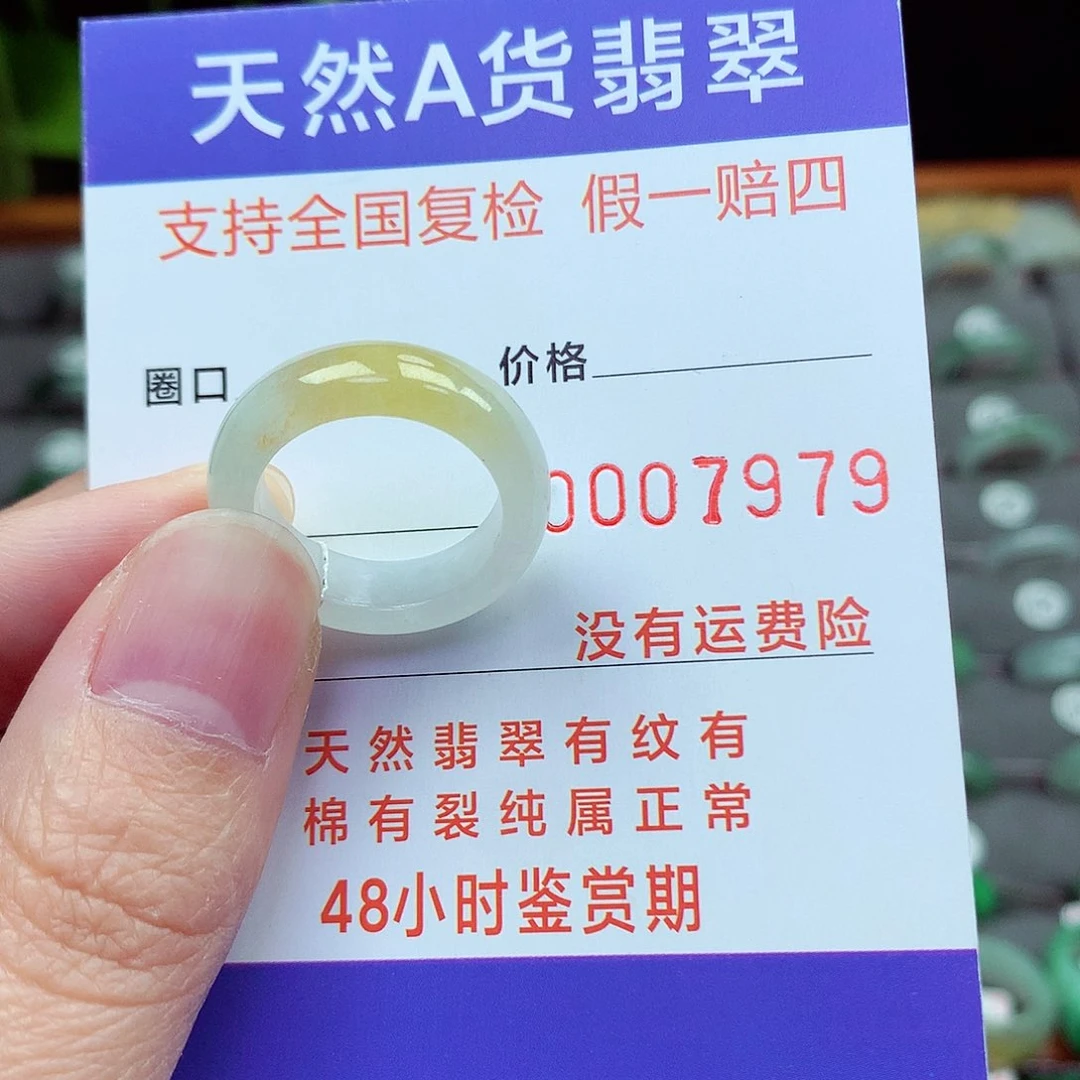 天然A货翡翠
支持全国复检 假一赔四
圈口
价格
0007979
没有运费险
天然翡翠有纹有
棉有裂纯属正常
48小时鉴赏期